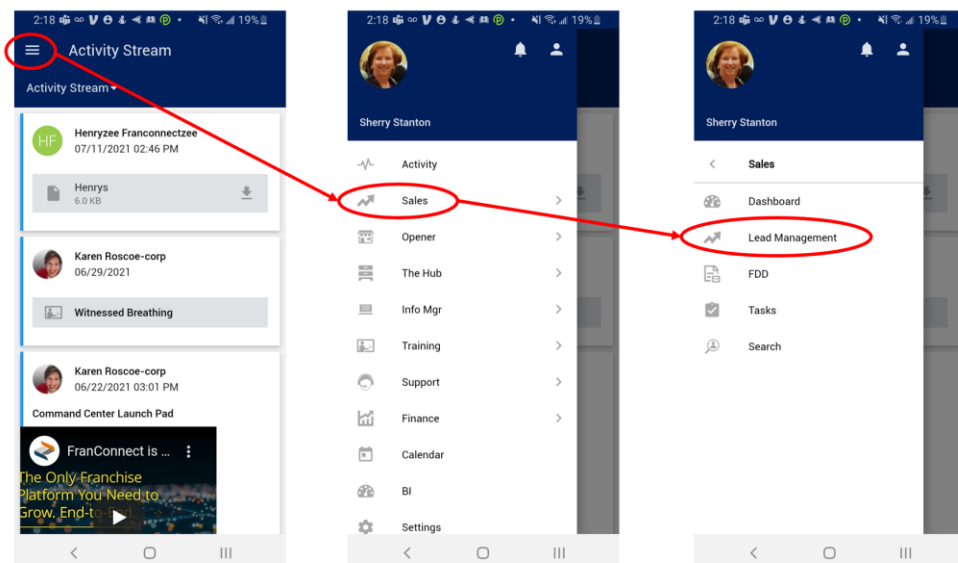 2:18
19%
Activity Stream
Activity Stream
HF
Henryzee Franconnectzee
07/11/2021 02:46 PM
Henrys
6.0 KB
Karen Roscoe-corp
06/29/2021
Witnessed Breathing
Karen Roscoe-corp
06/22/2021 03:01 PM
Command Center Launch Pad
FranConnect is ...
The Only Franchise
Platform You Need to
Grow. End-to-End.
2:18
19%
Sherry Stanton
Activity
Sales
Opener
The Hub
Info Mgr
Training
Support
Finance
Calendar
BI
Settings
2:18
19%
Sherry Stanton
Sales
Dashboard
Lead Management
FDD
Tasks
Search